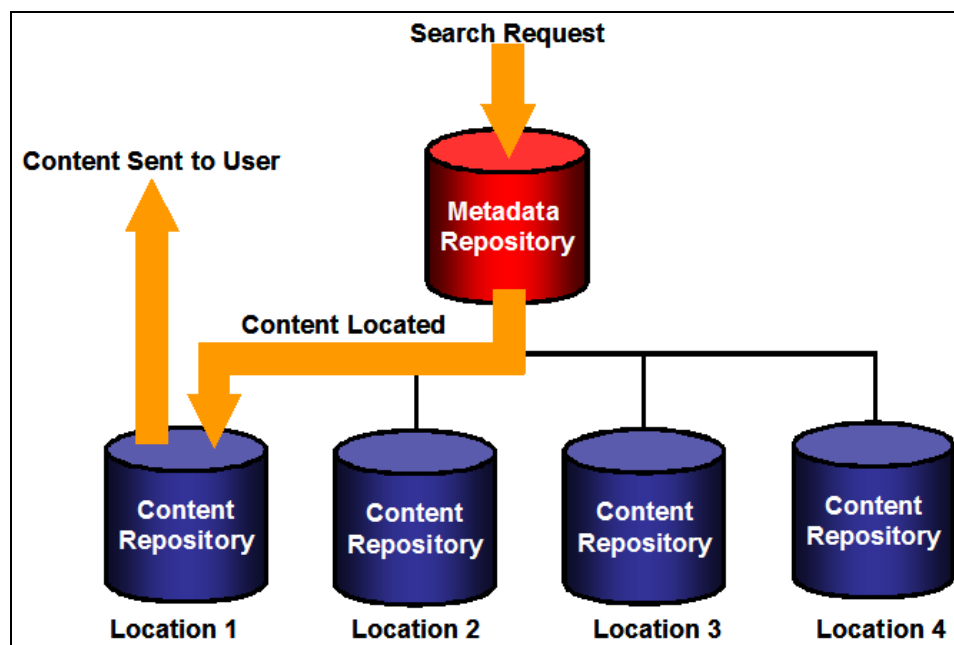 Search Request
Content Sent to User
Metadata
Repository
Content Located
Content
Repository
Content
Repository
Content
Repository
Content
Repository
Location 1
Location 2
Location 3
Location 4